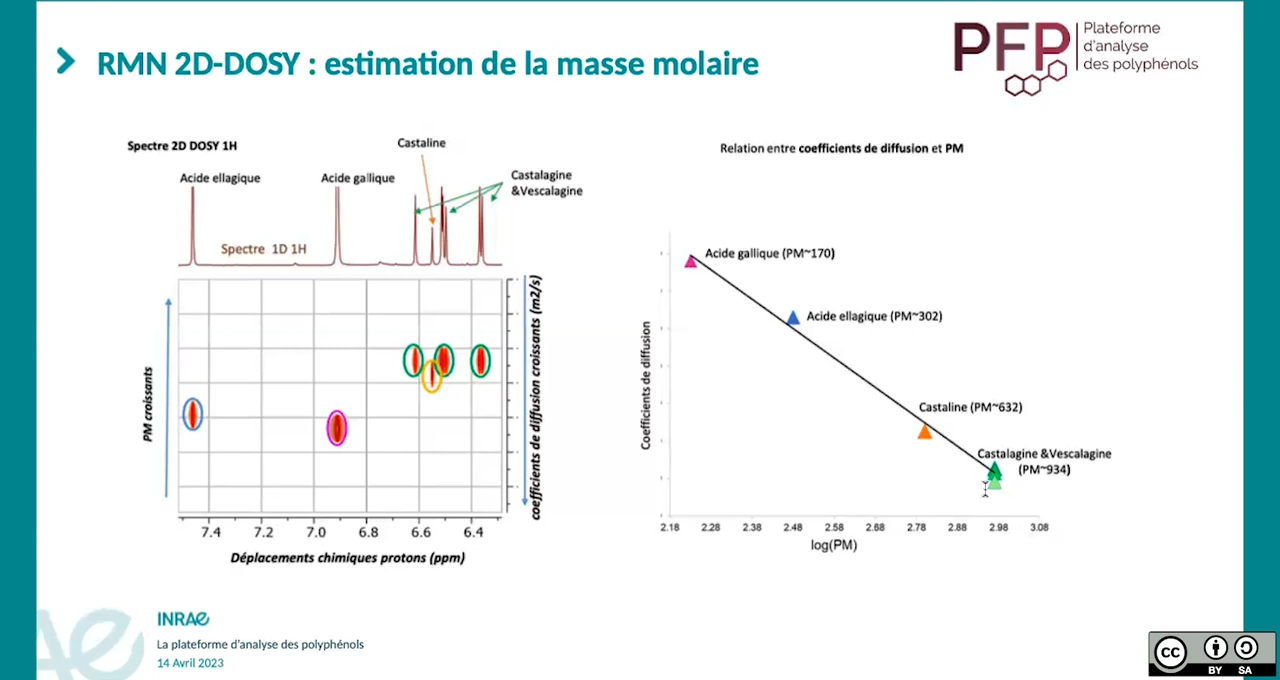 RMN 2D-DOSY : estimation de la masse molaire
PFP
Plateforme
d'analyse
des polyphénols
Spectre 2D DOSY 1H
Castaline
Acide ellagique
Acide gallique
Castalagine
&Vescalagine
Spectre 1D 1H
PM croissants
coefficients de diffusion croissants (m2/s)
7.4 7.2 7.0 6.8 6.6 6.4
Déplacements chimiques protons (ppm)
Relation entre coefficients de diffusion et PM
Acide gallique (PM~170)
Acide ellagique (PM~302)
Castaline (PM~632)
Castalagine &Vescalagine
(PM~934)
Coefficients de diffusion
2.18 2.28 2.38 2.48 2.58 2.68 2.78 2.88 2.98 3.08
log(PM)
INRAE
La plateforme d'analyse des polyphénols
14 Avril 2023
cc
BY SA